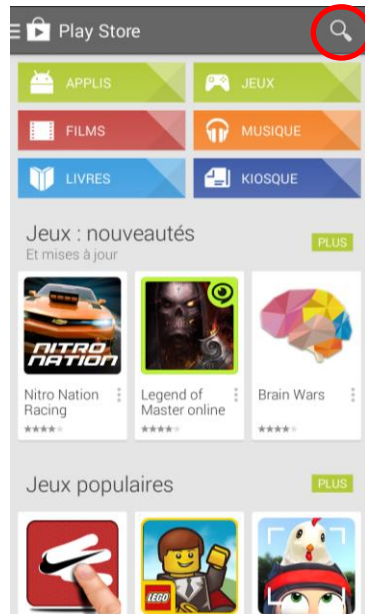 Play Store
APPLIS
JEUX
FILMS
MUSIQUE
LIVRES
KIOSQUE
Jeux : nouveautés
PLUS
Et mises à jour
NITRO
NATION
Nitro Nation
Racing
Legend of
Master online
Brain Wars
Jeux populaires
PLUS
LEGO